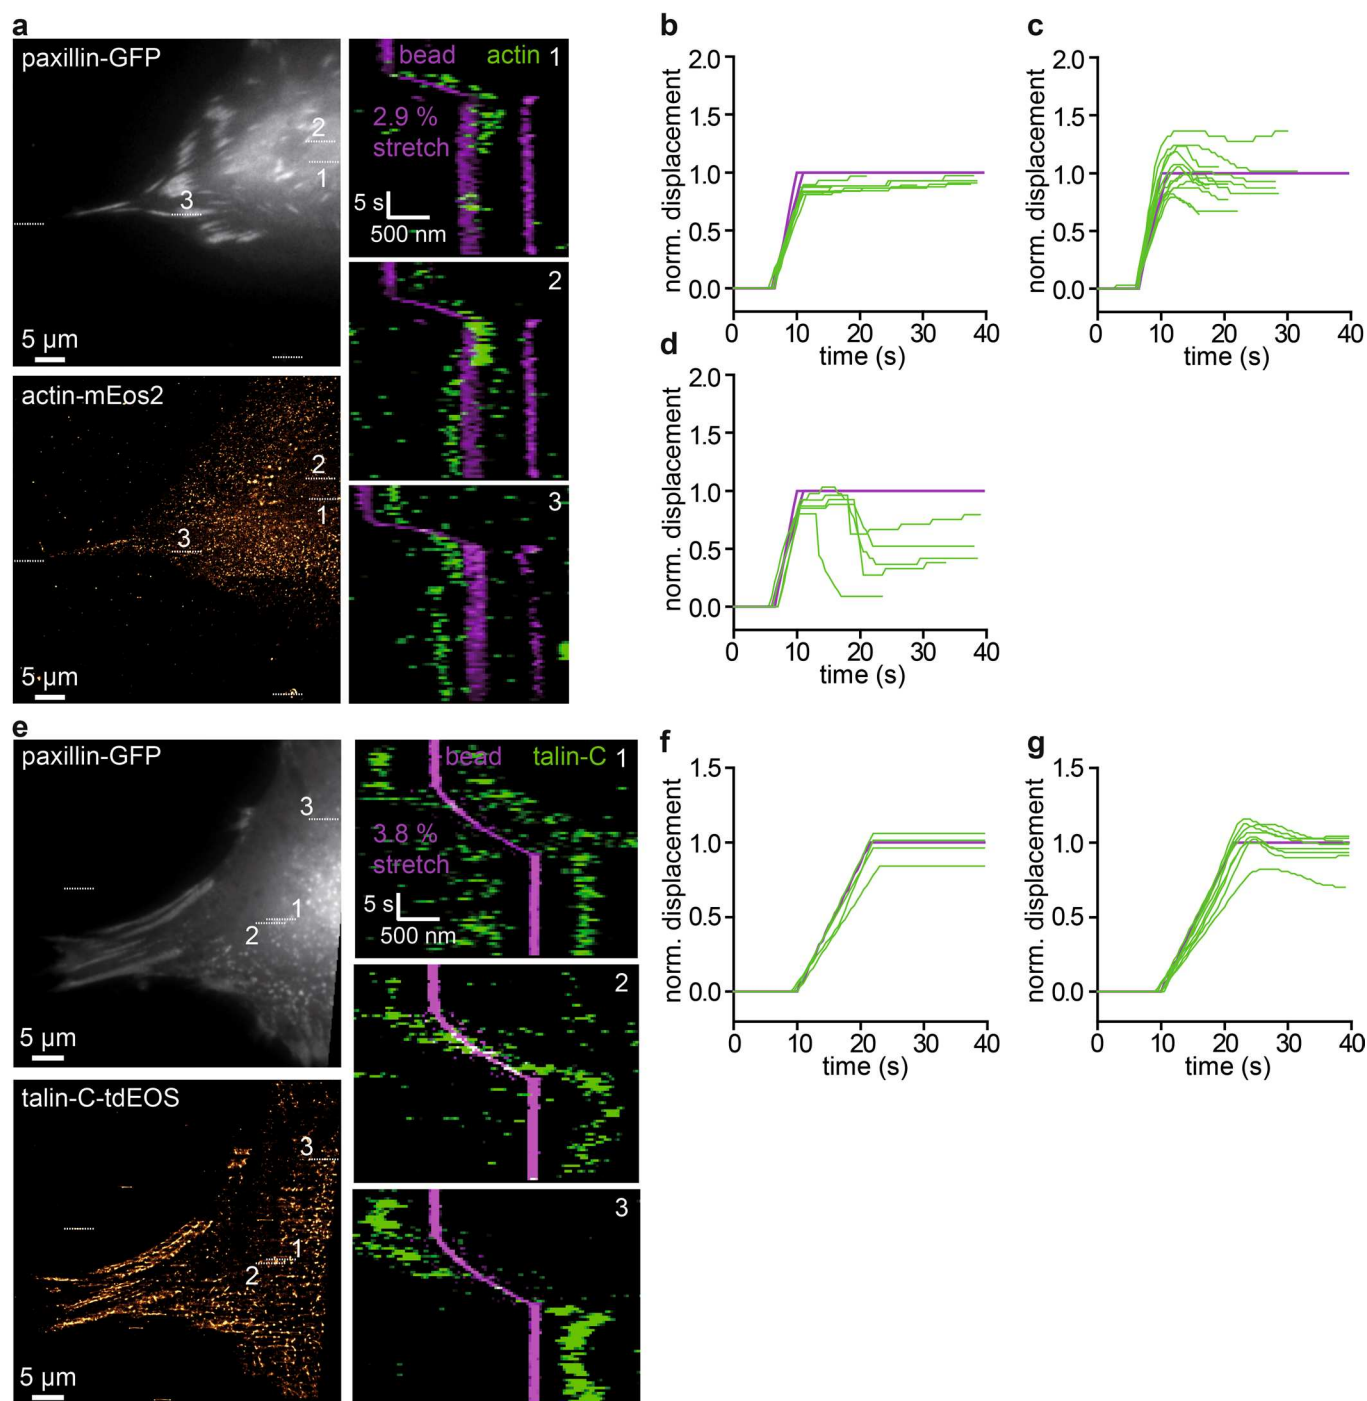 a
paxillin-GFP
2
1
3
5 µm
actin-mEos2
2
1
3
5 µm
bead actin 1
2.9 %
stretch
5 s
500 nm
2
3
b
norm. displacement
2.0
1.5
1.0
0.5
0.0
0 10 20 30 40
time (s)
c
norm. displacement
2.0
1.5
1.0
0.5
0.0
0 10 20 30 40
time (s)
d
norm. displacement
2.0
1.5
1.0
0.5
0.0
0 10 20 30 40
time (s)
e
paxillin-GFP
3
1
2
5 µm
talin-C-tdEOS
3
1
2
5 µm
bead talin-C 1
3.8 %
stretch
5 s
500 nm
2
3
f
norm. displacement
1.5
1.0
0.5
0.0
0 10 20 30 40
time (s)
g
norm. displacement
1.5
1.0
0.5
0.0
0 10 20 30 40
time (s)